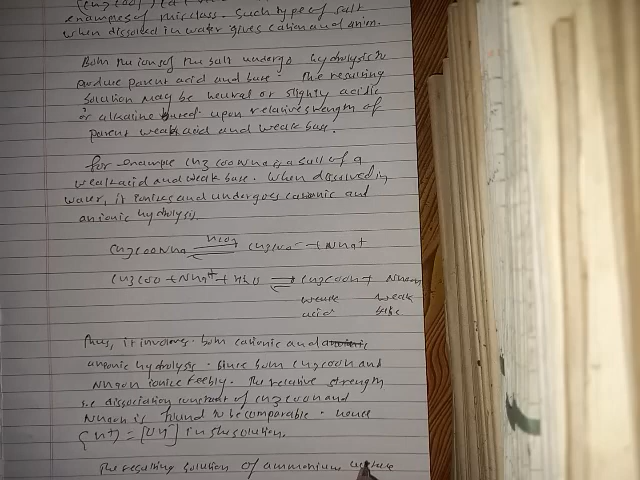 examples of this class. Such type of salt
when dissolved in water gives cation and anion.
Both the ions of the salt undergo hydrolysis to
produce parent acid and base. The resulting
solution may be neutral or slightly acidic
or alkaline based upon relative strength of
parent weak acid and weak base.
for example CH3COONH4 is a salt of a
weak acid and weak base. When dissolved in
water, it ionizes and undergoes cationic and
anionic hydrolysis.
CH3COONH4 ⇌ CH3COO- + NH4+
CH3COO + NH4+ + H2O ⇌ CH3COOH + NH4OH
weak weak
acid base
Thus, it involves both cationic and
anionic hydrolysis. Since both CH3COOH and
NH4OH ionize feebly. The relative strength
i.e dissociation constant of CH3COOH and
NH4OH is found to be comparable. hence
[H+] = [OH-] in the solution.
The resulting solution of ammonium acetate